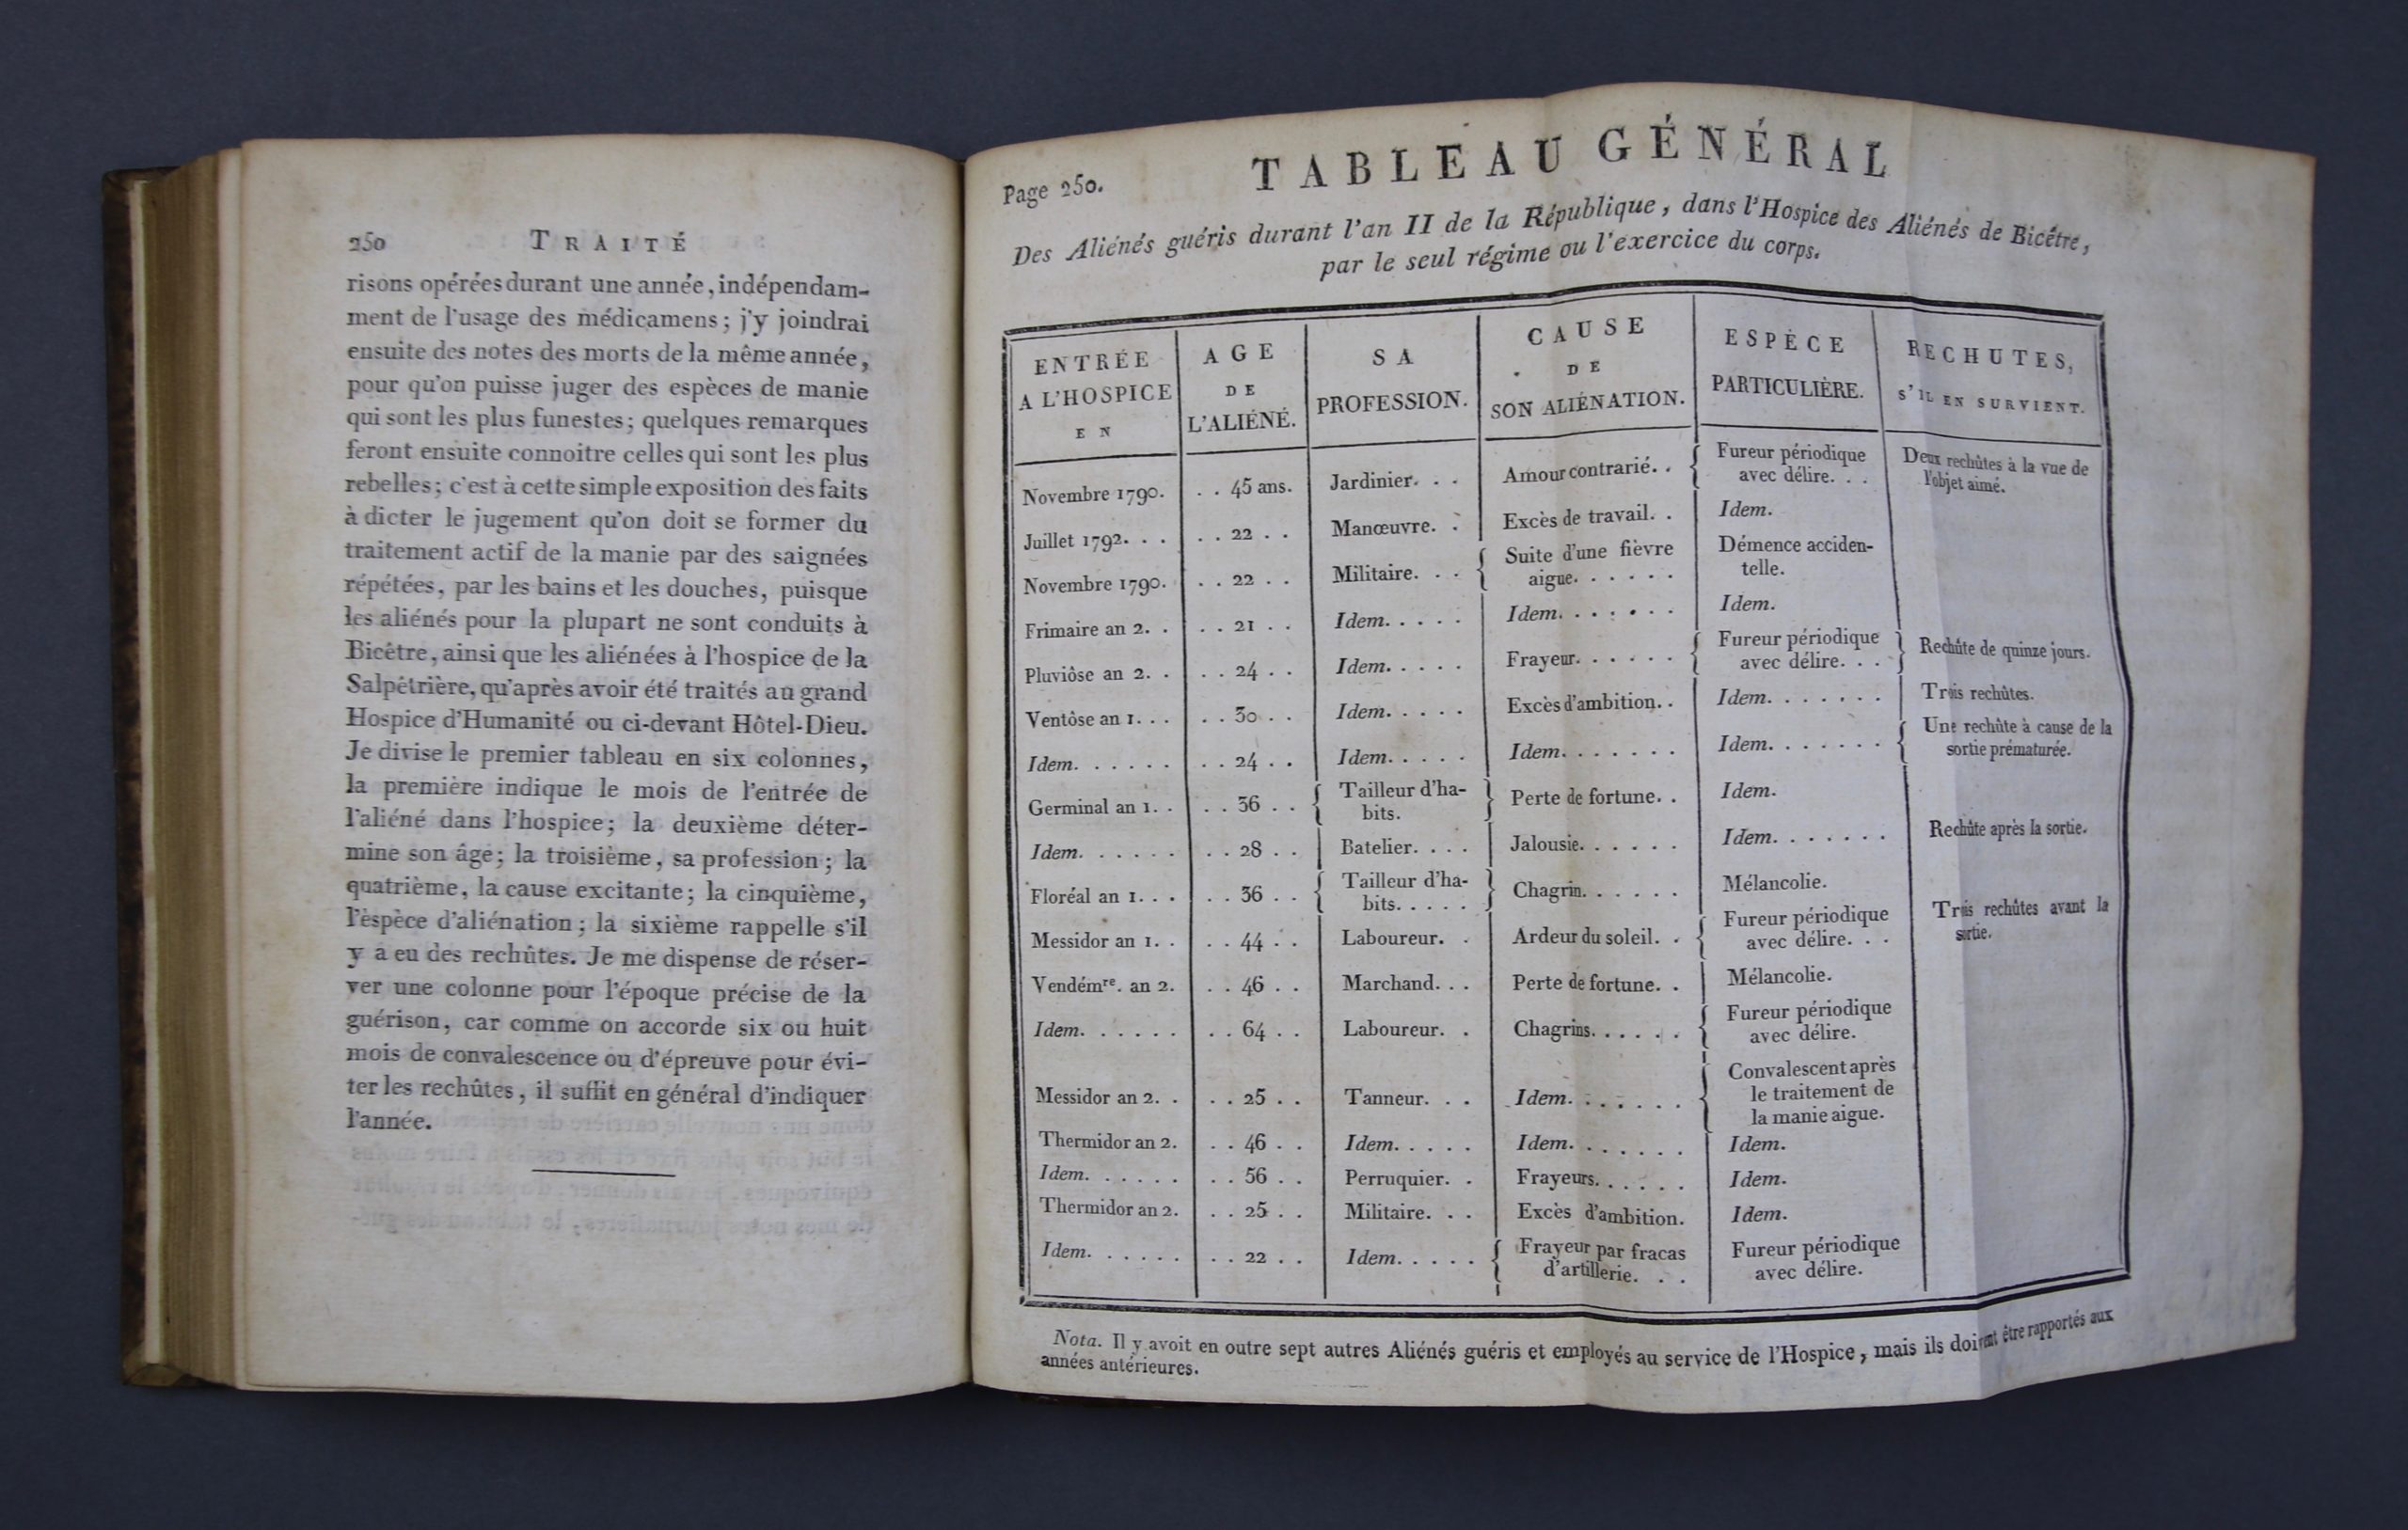 250 TRAITÉ
risons opérées durant une année, indépendam-
ment de l'usage des médicamens; j'y joindrai
ensuite des notes des morts de la même année,
pour qu'on puisse juger des espèces de manie
qui sont les plus funestes; quelques remarques
feront ensuite connoitre celles qui sont les plus
rebelles; c'est à cette simple exposition des faits
à dicter le jugement qu'on doit se former du
traitement actif de la manie par des saignées
répétées, par les bains et les douches, puisque
les aliénés pour la plupart ne sont conduits à
Bicêtre, ainsi que les aliénées à l'hospice de la
Salpêtrière, qu'après avoir été traités au grand
Hospice d'Humanité ou ci-devant Hôtel-Dieu.
Je divise le premier tableau en six colonnes,
la première indique le mois de l'entrée de
l'aliéné dans l'hospice; la deuxième déter-
mine son âge; la troisième, sa profession; la
quatrième, la cause excitante; la cinquième,
l'èspèce d'aliénation; la sixième rappelle s'il
y a eu des rechûtes. Je me dispense de réser-
ver une colonne pour l'époque précise de la
guérison, car comme on accorde six ou huit
mois de convalescence ou d'épreuve pour évi-
ter les rechûtes, il suffit en général d'indiquer
l'année.
Page 250.
TABLEAU GÉNÉRAL
Des Aliénés guéris durant l'an II de la République, dans l'Hospice des Aliénés de Bicêtre,
par le seul régime ou l'exercice du corps.
ENTRÉE A L'HOSPICE EN | AGE DE L'ALIÉNÉ. | SA PROFESSION. | CAUSE DE SON ALIÉNATION. | ESPÈCE PARTICULIÈRE. | RECHUTES, S'IL EN SURVIENT.
Novembre 1790. . . 45 ans. Jardinier. . . Amour contrarié. . { Fureur périodique avec délire. . . Deux rechûtes à la vue de l'objet aimé.
Juillet 1792. . . . . 22 . . Manœuvre. . Excès de travail. . Idem.
Novembre 1790. . . 22 . . Militaire. . . { Suite d'une fièvre aigue. . . . . . Démence acciden-telle.
Frimaire an 2. . . . 21 . . Idem. . . . . Idem. . . . . . . Idem.
Pluviôse an 2. . . . 24 . . Idem. . . . . Frayeur. . . . . . { Fureur périodique avec délire. . . } Rechûte de quinze jours.
Ventôse an 1. . . . . 30 . . Idem. . . . . Excès d'ambition. . Idem. . . . . . . Trois rechûtes.
Idem. . . . . . . . 24 . . Idem. . . . . Idem. . . . . . . Idem. . . . . . . { Une rechûte à cause de la sortie prématurée.
Germinal an 1. . . . 36 . . { Tailleur d'ha-bits. } Perte de fortune. . Idem.
Idem. . . . . . . . 28 . . Batelier. . . . Jalousie. . . . . . Idem. . . . . . . Rechûte après la sortie.
Floréal an 1. . . . . 36 . . { Tailleur d'ha-bits. . . . . } Chagrin. . . . . . Mélancolie.
Messidor an 1. . . . 44 . . Laboureur. . Ardeur du soleil. . { Fureur périodique avec délire. . . Trois rechûtes avant la sortie.
Vendémre. an 2. . . 46 . . Marchand. . . Perte de fortune. . Mélancolie.
Idem. . . . . . . . 64 . . Laboureur. . Chagrins. . . . . . { Fureur périodique avec délire.
Messidor an 2. . . . 25 . . Tanneur. . . Idem. . . . . . . { Convalescent après le traitement de la manie aigue.
Thermidor an 2. . . 46 . . Idem. . . . . Idem. . . . . . . Idem.
Idem. . . . . . . . 56 . . Perruquier. . Frayeurs. . . . . . Idem.
Thermidor an 2. . . 25 . . Militaire. . . Excès d'ambition. Idem.
Idem. . . . . . . . 22 . . Idem. . . . . { Frayeur par fracas d'artillerie. . . Fureur périodique avec délire.
Nota. Il y avoit en outre sept autres Aliénés guéris et employés au service de l'Hospice, mais ils doivent être rapportés aux
années antérieures.